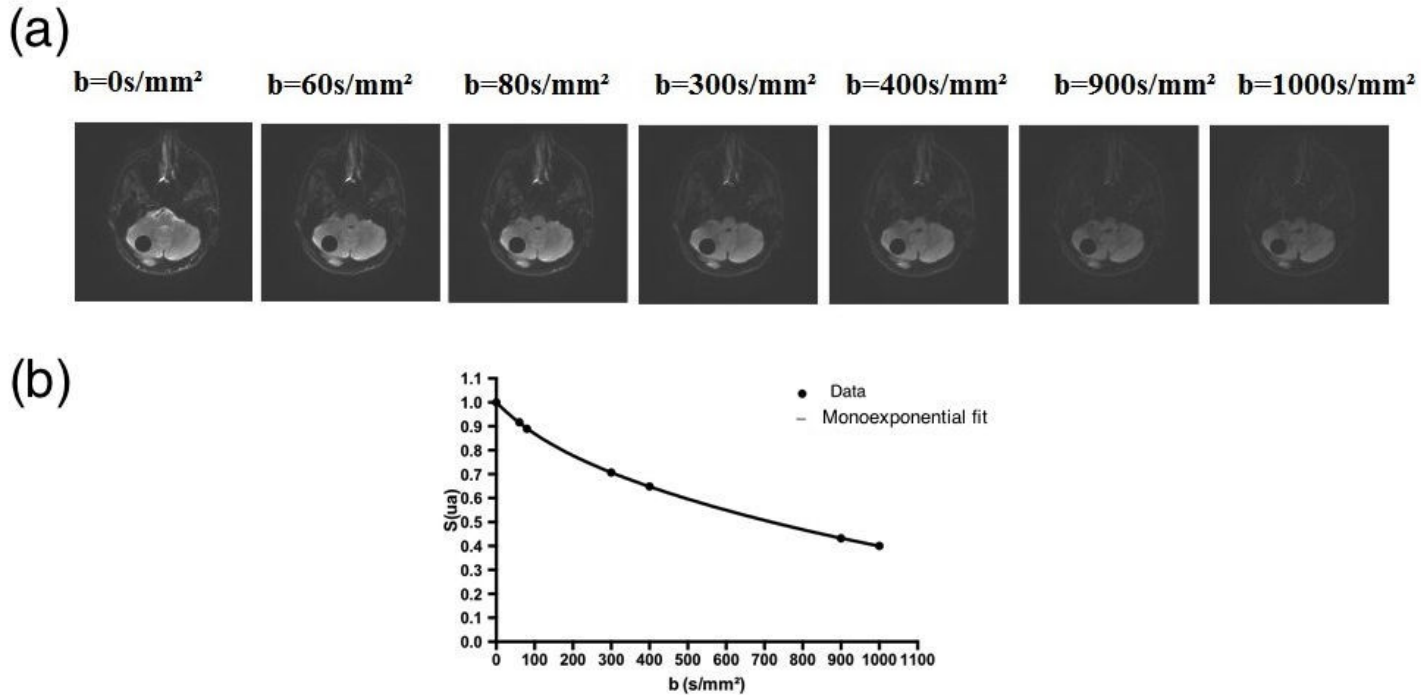 (a)
b=0s/mm² b=60s/mm² b=80s/mm² b=300s/mm² b=400s/mm² b=900s/mm² b=1000s/mm²
(b)
Data
Monoexponential fit
1.1
1.0
0.9
0.8
0.7
0.6
0.5
0.4
0.3
0.2
0.1
0.0
S(ua)
0 100 200 300 400 500 600 700 800 900 1000 1100
b (s/mm²)